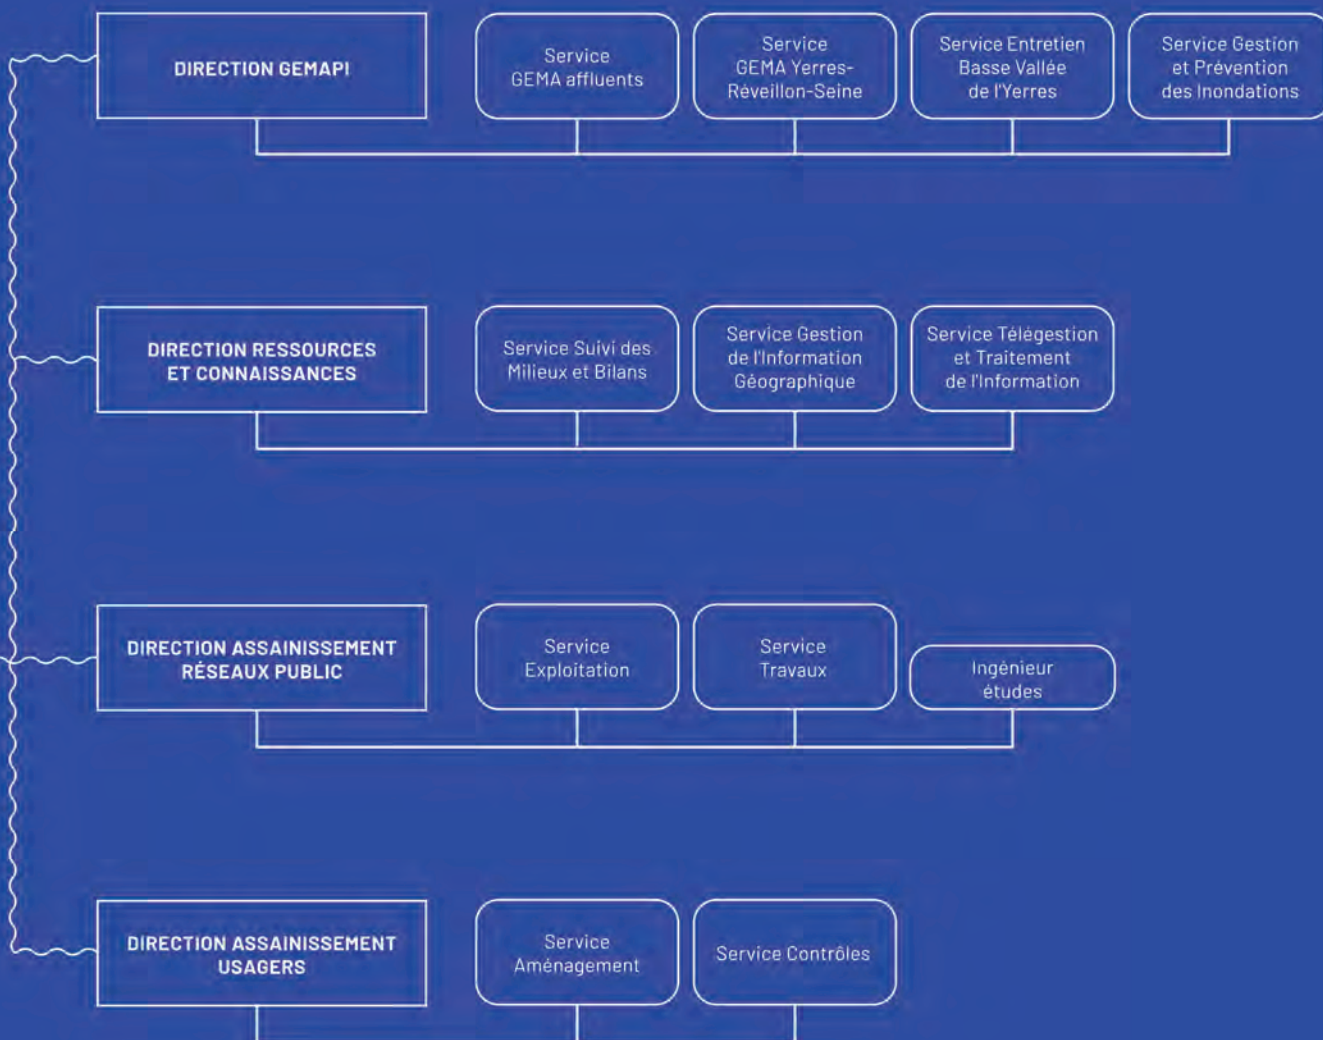 DIRECTION GEMAPI
Service
GEMA affluents
Service
GEMA Yerres-
Réveillon-Seine
Service Entretien
Basse Vallée
de l'Yerres
Service Gestion
et Prévention
des Inondations
DIRECTION RESSOURCES
ET CONNAISSANCES
Service Suivi des
Milieux et Bilans
Service Gestion
de l'Information
Géographique
Service Télégestion
et Traitement
de l'Information
DIRECTION ASSAINISSEMENT
RÉSEAUX PUBLIC
Service
Exploitation
Service
Travaux
Ingénieur
études
DIRECTION ASSAINISSEMENT
USAGERS
Service
Aménagement
Service Contrôles